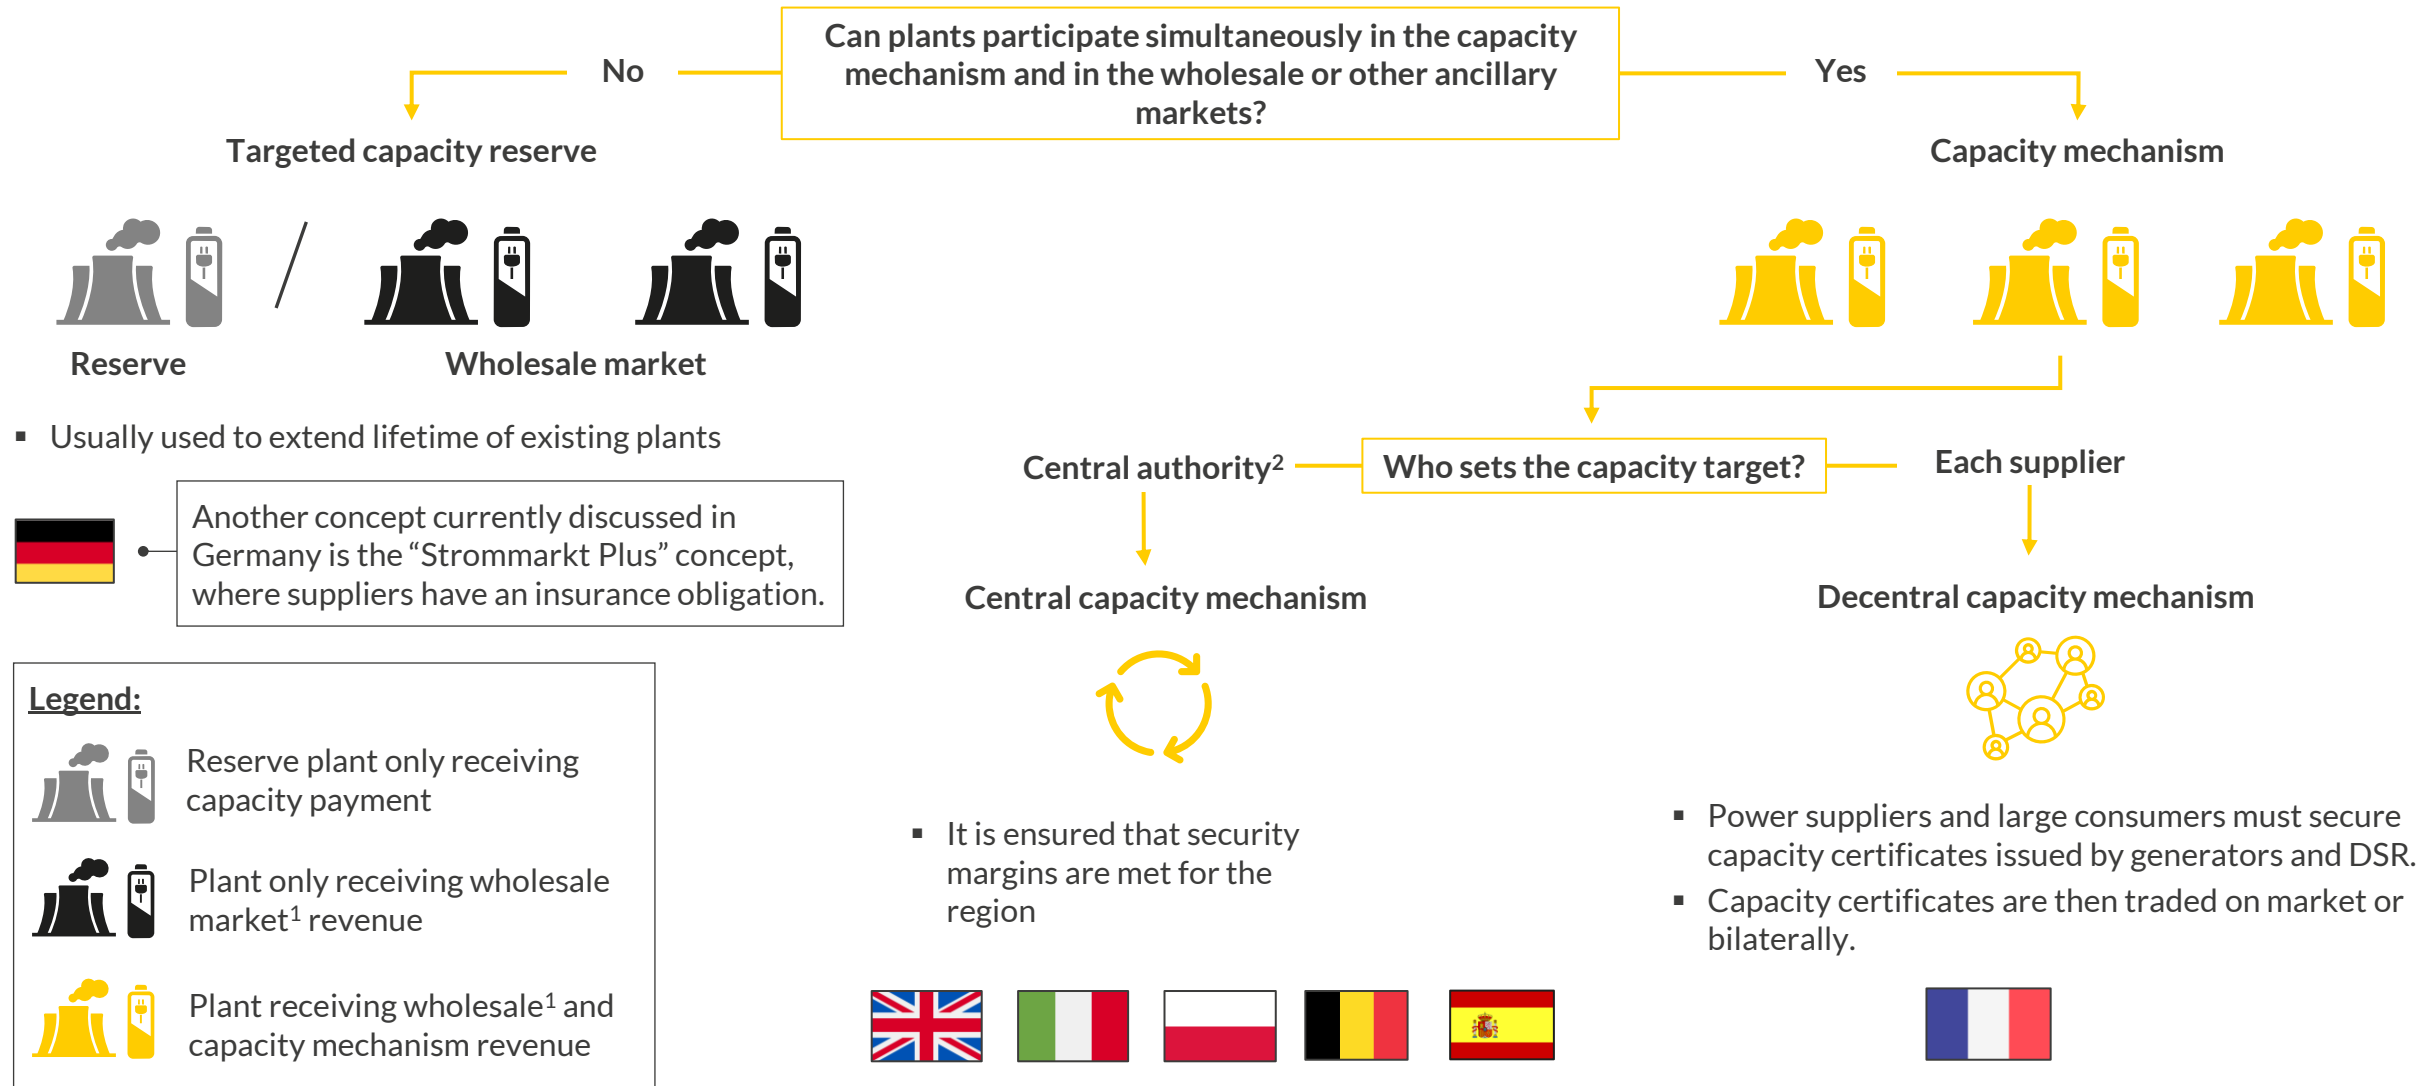 Can plants participate simultaneously in the capacity
mechanism and in the wholesale or other ancillary
markets?
No
Yes
Targeted capacity reserve
Capacity mechanism
Reserve
Wholesale market
▪ Usually used to extend lifetime of existing plants
Another concept currently discussed in
Germany is the “Strommarkt Plus” concept,
where suppliers have an insurance obligation.
Who sets the capacity target?
Central authority²
Each supplier
Central capacity mechanism
Decentral capacity mechanism
▪ It is ensured that security
margins are met for the
region
▪ Power suppliers and large consumers must secure
capacity certificates issued by generators and DSR.
▪ Capacity certificates are then traded on market or
bilaterally.
Legend:
Reserve plant only receiving
capacity payment
Plant only receiving wholesale
market¹ revenue
Plant receiving wholesale¹ and
capacity mechanism revenue